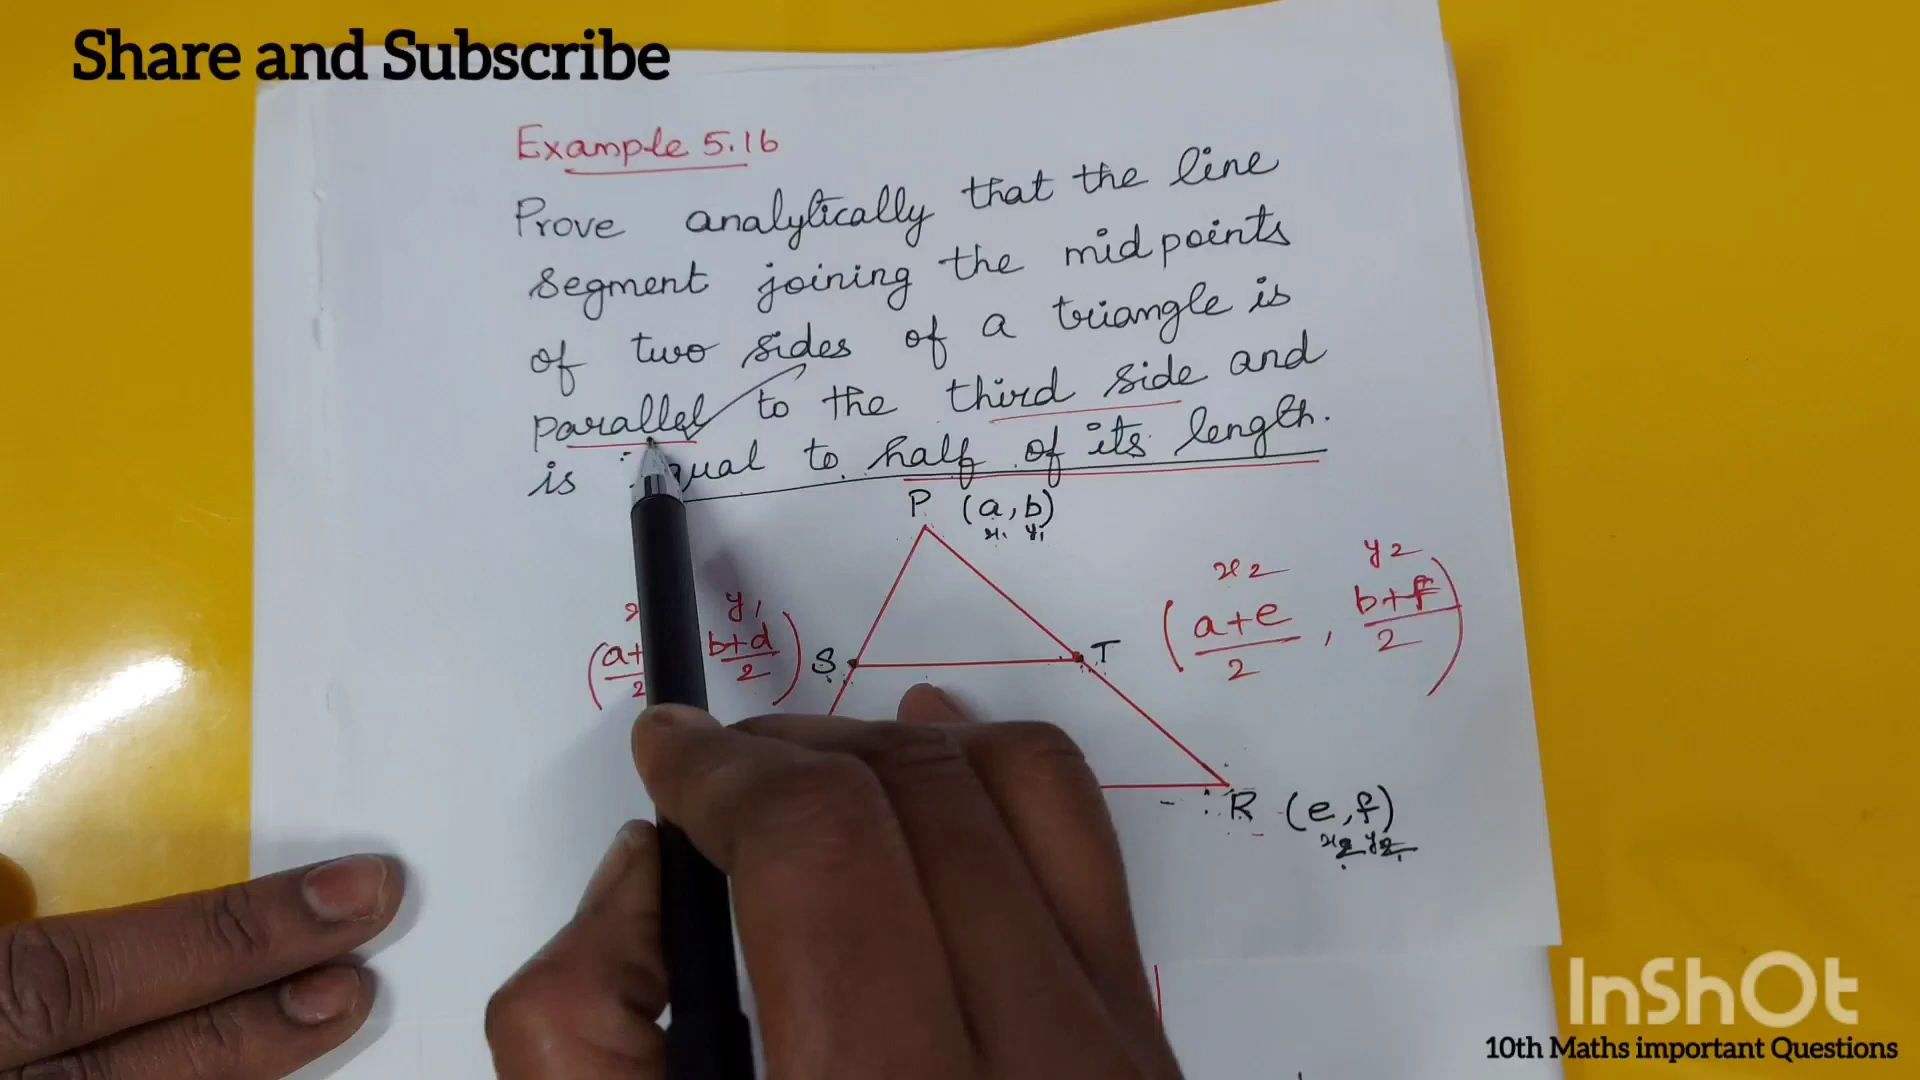 Share and Subscribe
Example 5.16
Prove analytically that the line
segment joining the midpoints
of two sides of a triangle is
parallel to the third side and
is equal to half of its length.
P (a, b)
x₁ y₁
x₂ y₂
(a+e/2, b+f/2)
y₁
(a+ b+d/2)
S
T
R (e, f)
x₂ y₂
InShOt
10th Maths important Questions